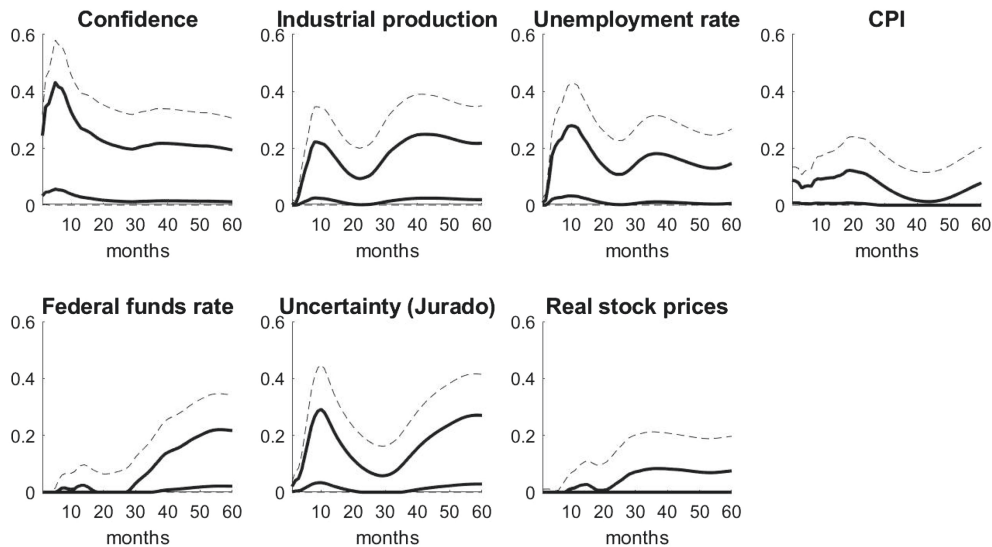 Confidence
Industrial production
Unemployment rate
CPI
0.6
0.4
0.2
0
10 20 30 40 50 60
months
0.6
0.4
0.2
0
10 20 30 40 50 60
months
0.6
0.4
0.2
0
10 20 30 40 50 60
months
0.6
0.4
0.2
0
10 20 30 40 50 60
months
Federal funds rate
Uncertainty (Jurado)
Real stock prices
0.6
0.4
0.2
0
10 20 30 40 50 60
months
0.6
0.4
0.2
0
10 20 30 40 50 60
months
0.6
0.4
0.2
0
10 20 30 40 50 60
months